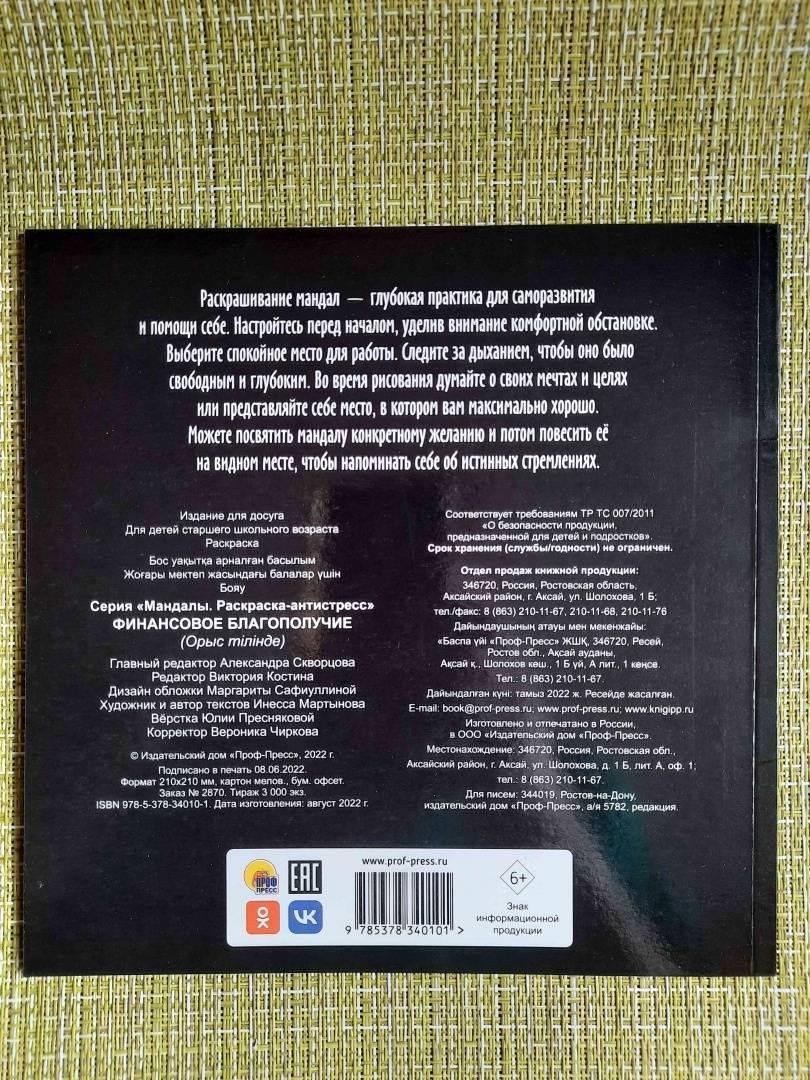 Раскрашивание мандал — глубокая практика для саморазвития
и помощи себе. Настройтесь перед началом, уделив внимание комфортной обстановке.
Выберите спокойное место для работы. Следите за дыханием, чтобы оно было
свободным и глубоким. Во время рисования думайте о своих мечтах и целях
или представляйте себе место, в котором вам максимально хорошо.
Можете посвятить мандалу конкретному желанию и потом повесить её
на видном месте, чтобы напоминать себе об истинных стремлениях.
Издание для досуга
Для детей старшего школьного возраста
Раскраска
Бос уақытқа арналған басылым
Жоғары мектеп жасындағы балалар үшін
Бояу
Серия «Мандалы. Раскраска-антистресс»
ФИНАНСОВОЕ БЛАГОПОЛУЧИЕ
(Орыс тілінде)
Главный редактор Александра Скворцова
Редактор Виктория Костина
Дизайн обложки Маргариты Сафиуллиной
Художник и автор текстов Инесса Мартынова
Вёрстка Юлии Пресняковой
Корректор Вероника Чиркова
© Издательский дом «Проф-Пресс», 2022 г.
Подписано в печать 08.06.2022.
Формат 210х210 мм, картон мелов., бум. офсет.
Заказ № 2870. Тираж 3 000 экз.
ISBN 978-5-378-34010-1. Дата изготовления: август 2022 г.
Соответствует требованиям ТР ТС 007/2011
«О безопасности продукции,
предназначенной для детей и подростков».
Срок хранения (службы/годности) не ограничен.
Отдел продаж книжной продукции:
346720, Россия, Ростовская область,
Аксайский район, г. Аксай, ул. Шолохова, 1 Б;
тел./факс: 8 (863) 210-11-67, 210-11-68, 210-11-76
Дайындаушының атауы мен мекенжайы:
«Баспа үйі «Проф-Пресс» ЖШҚ, 346720, Ресей,
Ростов обл., Ақсай ауданы,
Ақсай қ., Шолохов көш., 1 Б үй, А лит., 1 кеңсе.
Тел.: 8 (863) 210-11-67.
Дайындалған күні: тамыз 2022 ж. Ресейде жасалған.
E-mail: book@prof-press.ru; www.prof-press.ru; www.knigipp.ru
Изготовлено и отпечатано в России,
в ООО «Издательский дом «Проф-Пресс».
Местонахождение: 346720, Россия, Ростовская обл.,
Аксайский район, г. Аксай, ул. Шолохова, д. 1 Б, лит. А, оф. 1;
тел.: 8 (863) 210-11-67.
Для писем: 344019, Ростов-на-Дону,
издательский дом «Проф-Пресс», а/я 5782, редакция.
ПРОФ
ПРЕСС
EAC
www.prof-press.ru
9 785378 340101 >
6+
Знак
информационной
продукции